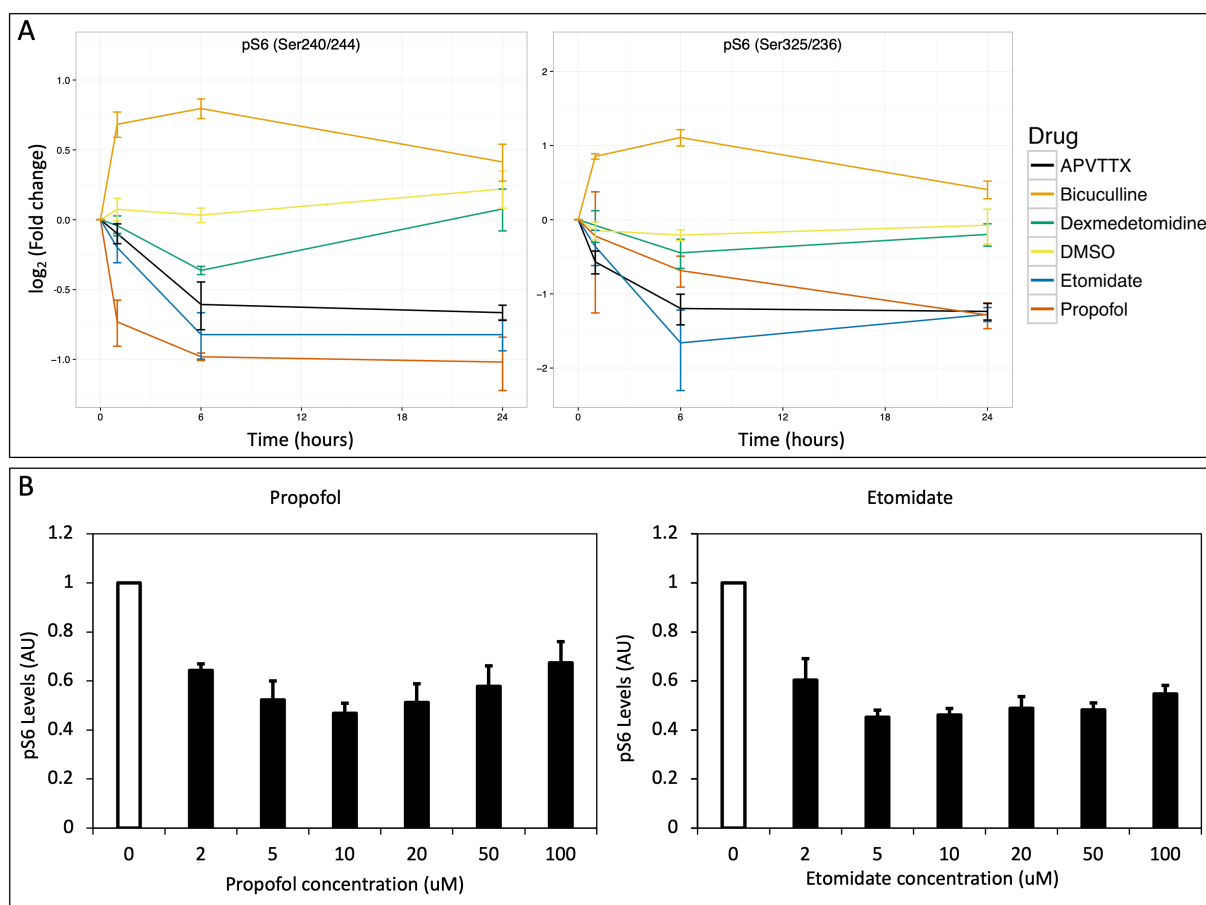 A
pS6 (Ser240/244)
pS6 (Ser325/236)
log2 (Fold change)
1.0
0.5
0.0
−0.5
−1.0
0
6
12
18
24
Time (hours)
2
1
0
−1
−2
0
6
12
18
24
Time (hours)
Drug
APVTTX
Bicuculline
Dexmedetomidine
DMSO
Etomidate
Propofol
B
Propofol
pS6 Levels (AU)
1.2
1
0.8
0.6
0.4
0.2
0
0
2
5
10
20
50
100
Propofol concentration (uM)
Etomidate
pS6 Levels (AU)
1.2
1
0.8
0.6
0.4
0.2
0
0
2
5
10
20
50
100
Etomidate concentration (uM)